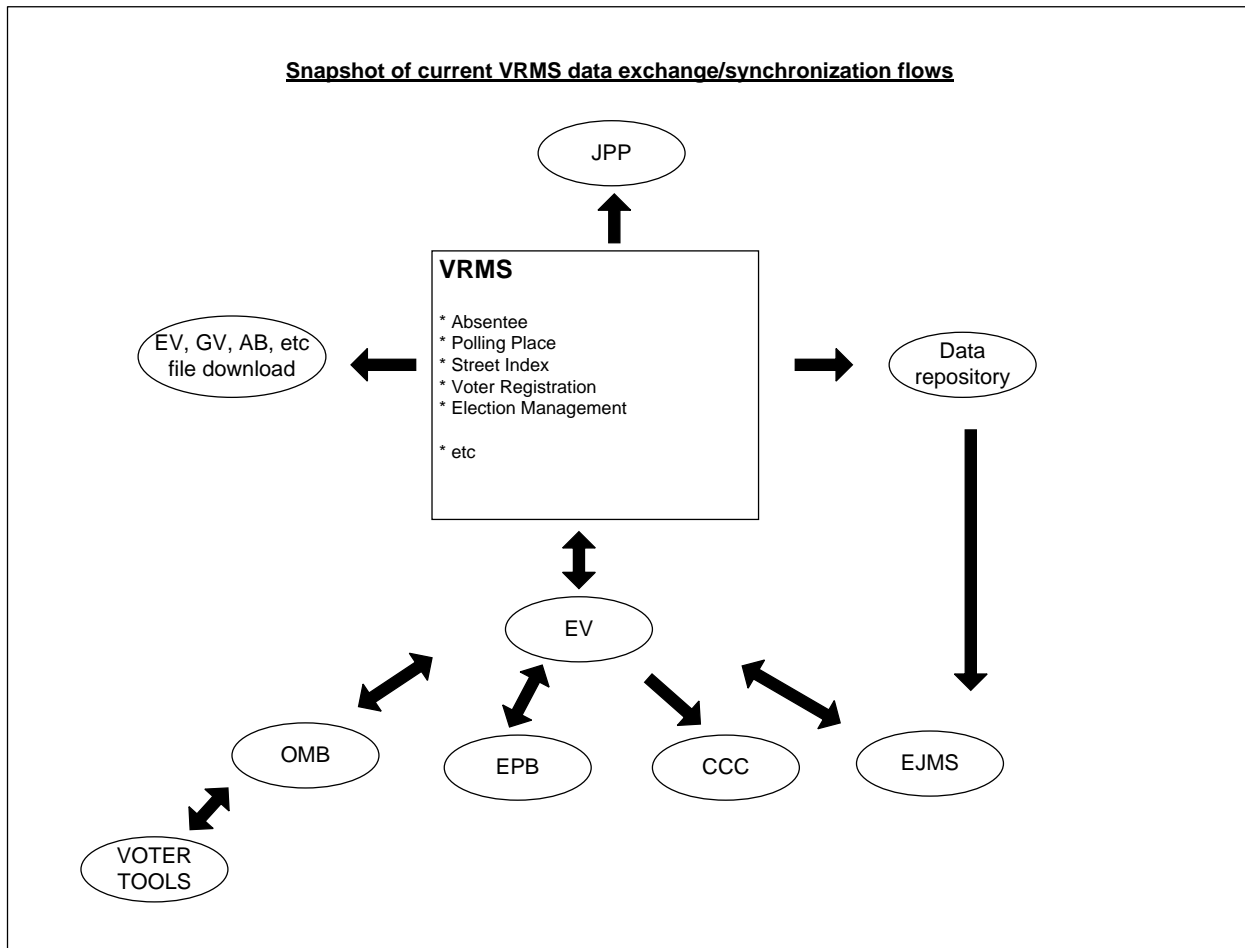 Snapshot of current VRMS data exchange/synchronization flows
JPP
VRMS
* Absentee
* Polling Place
* Street Index
* Voter Registration
* Election Management
* etc
EV, GV, AB, etc
file download
Data
repository
EV
OMB
EPB
CCC
EJMS
VOTER
TOOLS